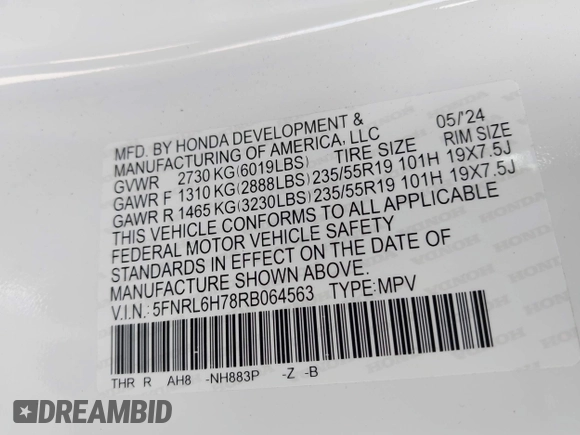 MFD. BY HONDA DEVELOPMENT & 05/'24
MANUFACTURING OF AMERICA, LLC
GVWR 2730 KG(6019LBS) TIRE SIZE RIM SIZE
GAWR F 1310 KG(2888LBS) 235/55R19 101H 19X7.5J
GAWR R 1465 KG(3230LBS) 235/55R19 101H 19X7.5J
THIS VEHICLE CONFORMS TO ALL APPLICABLE
FEDERAL MOTOR VEHICLE SAFETY
STANDARDS IN EFFECT ON THE DATE OF
MANUFACTURE SHOWN ABOVE.
V.I.N.: 5FNRL6H78RB064563 TYPE:MPV
THR R AH8 -NH883P -Z -B
DREAMBID